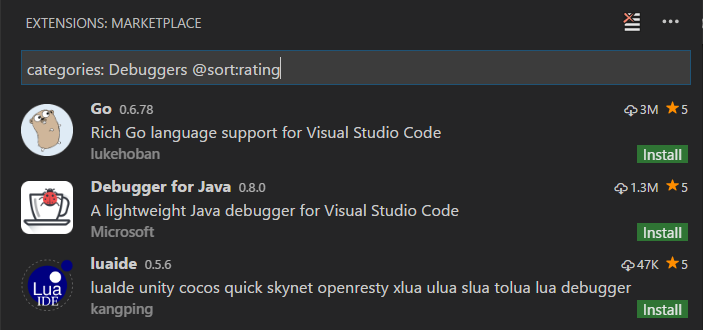 EXTENSIONS: MARKETPLACE
categories: Debuggers @sort:rating
Go 0.6.78 3M 5
Rich Go language support for Visual Studio Code
lukehoban Install
Debugger for Java 0.8.0 1.3M 5
A lightweight Java debugger for Visual Studio Code
Microsoft Install
Lua IDE
luaide 0.5.6 47K 5
luaIde unity cocos quick skynet openresty xlua ulua slua tolua lua debugger
kangping Install